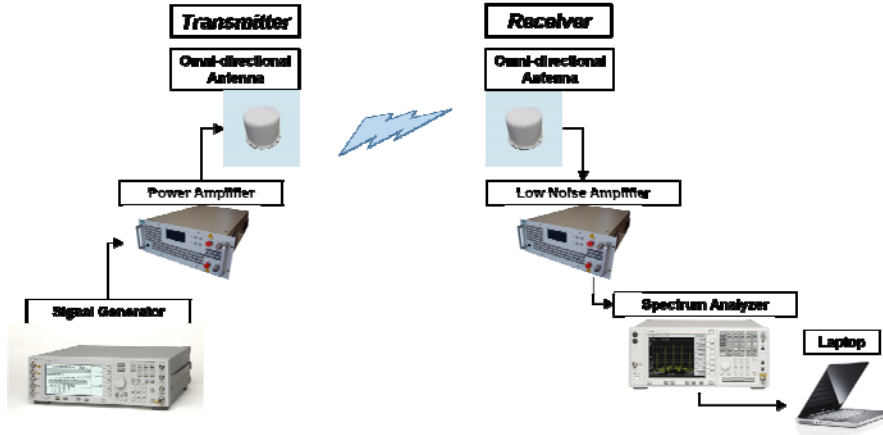 Transmitter
Receiver
Omni-directional
Antenna
Omni-directional
Antenna
Power Amplifier
Low Noise Amplifier
Signal Generator
Spectrum Analyzer
Laptop